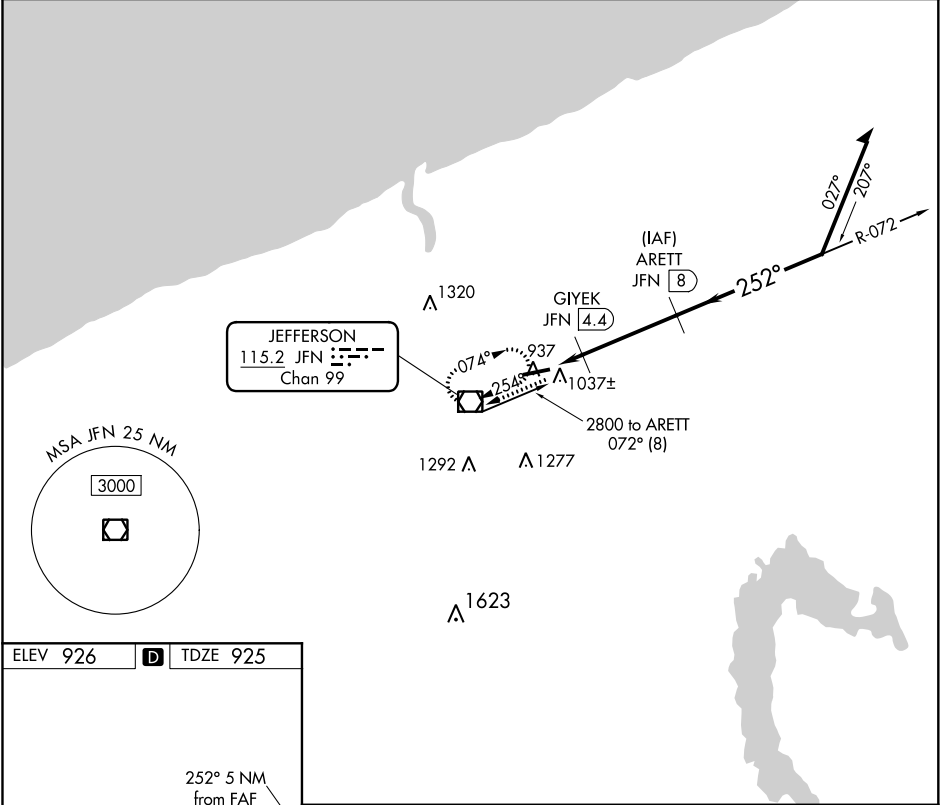 027°
207°
R-072
(IAF)
ARETT
JFN 8
252°
1320
GIYEK
JFN 4.4
JEFFERSON
115.2 JFN
Chan 99
074°
937
254°
1037±
2800 to ARETT
072° (8)
MSA JFN 25 NM
3000
1292
1277
1623
ELEV 926 D TDZE 925
252° 5 NM
from FAF